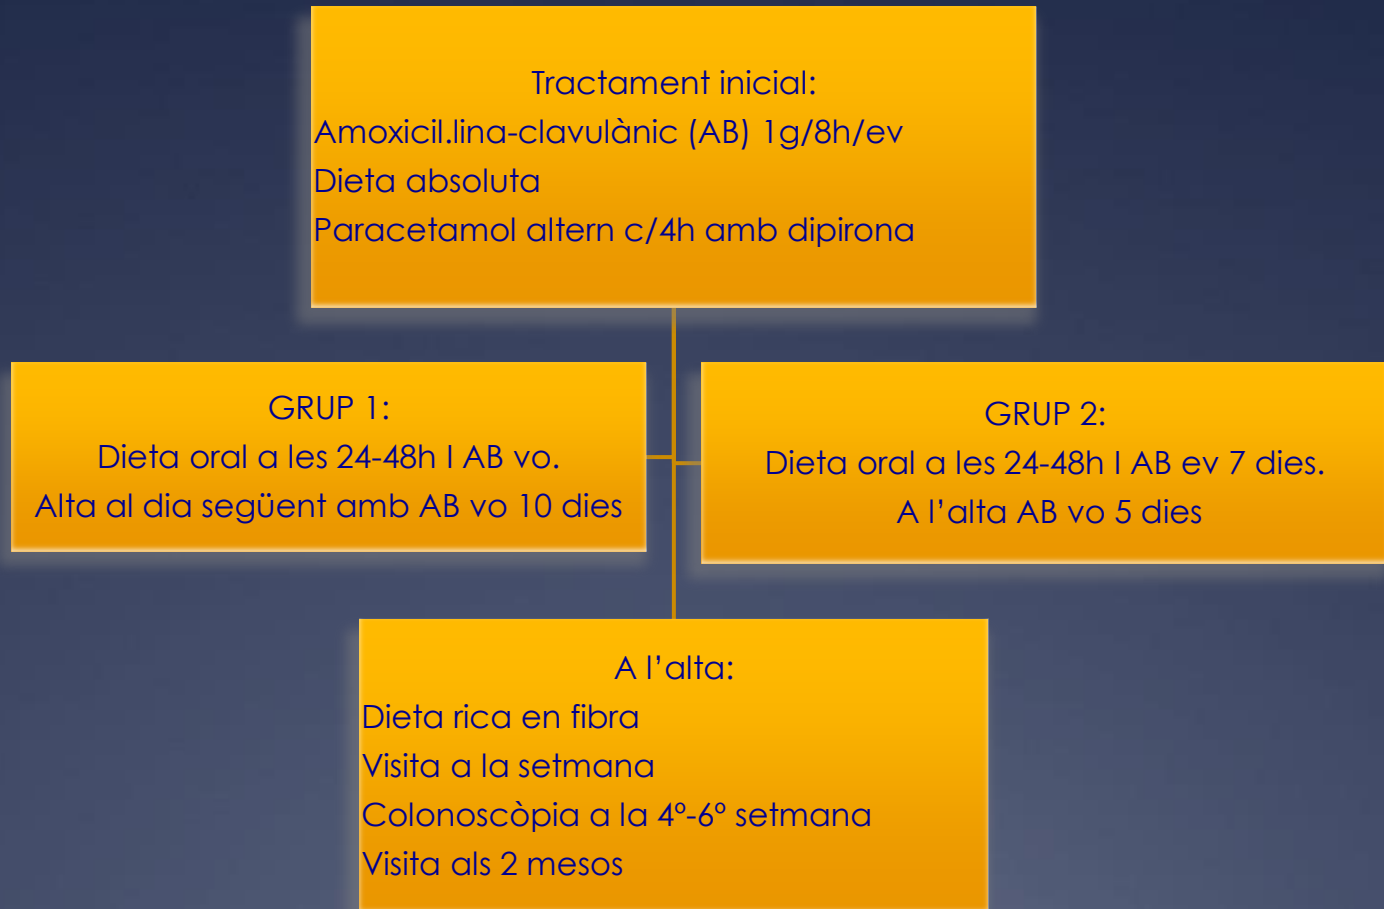 Tractament inicial:
Amoxicil.lina-clavulànic (AB) 1g/8h/ev
Dieta absoluta
Paracetamol altern c/4h amb dipirona
GRUP 1:
Dieta oral a les 24-48h I AB vo.
Alta al dia següent amb AB vo 10 dies
GRUP 2:
Dieta oral a les 24-48h I AB ev 7 dies.
A l’alta AB vo 5 dies
A l’alta:
Dieta rica en fibra
Visita a la setmana
Colonoscòpia a la 4º-6º setmana
Visita als 2 mesos